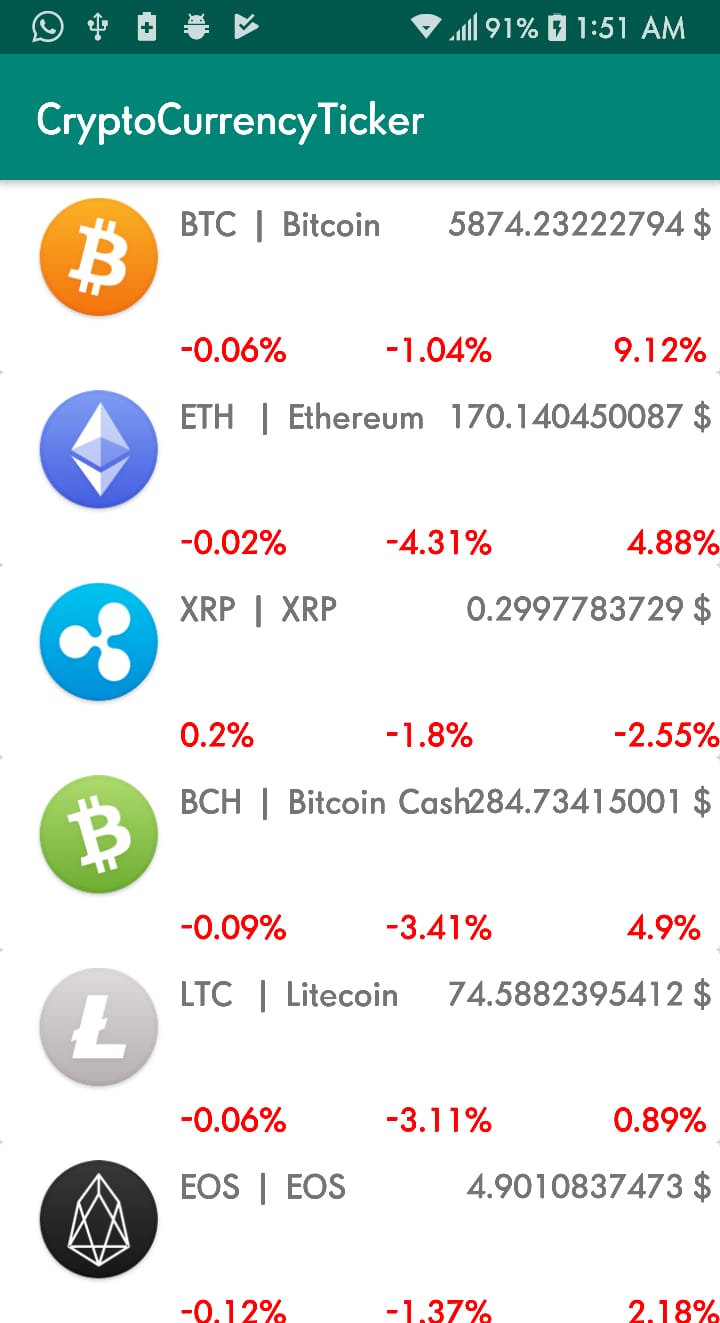 91% 1:51 AM
CryptoCurrencyTicker
BTC | Bitcoin 5874.23222794 $
-0.06% -1.04% 9.12%
ETH | Ethereum 170.140450087 $
-0.02% -4.31% 4.88%
XRP | XRP 0.2997783729 $
0.2% -1.8% -2.55%
BCH | Bitcoin Cash 284.73415001 $
-0.09% -3.41% 4.9%
LTC | Litecoin 74.5882395412 $
-0.06% -3.11% 0.89%
EOS | EOS 4.9010837473 $
-0.12% -1.37% 2.18%